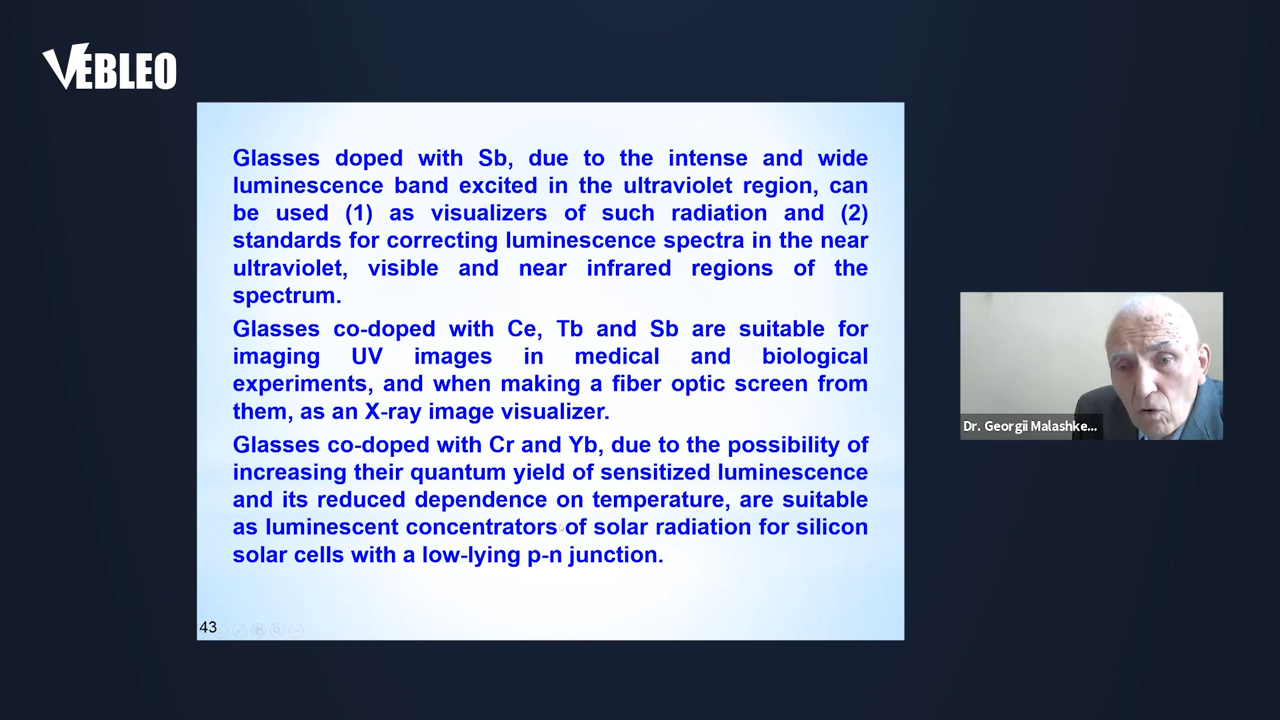 VEBLEO
Glasses doped with Sb, due to the intense and wide
luminescence band excited in the ultraviolet region, can
be used (1) as visualizers of such radiation and (2)
standards for correcting luminescence spectra in the near
ultraviolet, visible and near infrared regions of the
spectrum.
Glasses co-doped with Ce, Tb and Sb are suitable for
imaging UV images in medical and biological
experiments, and when making a fiber optic screen from
them, as an X-ray image visualizer.
Glasses co-doped with Cr and Yb, due to the possibility of
increasing their quantum yield of sensitized luminescence
and its reduced dependence on temperature, are suitable
as luminescent concentrators of solar radiation for silicon
solar cells with a low-lying p-n junction.
43
Dr. Georgii Malashke...